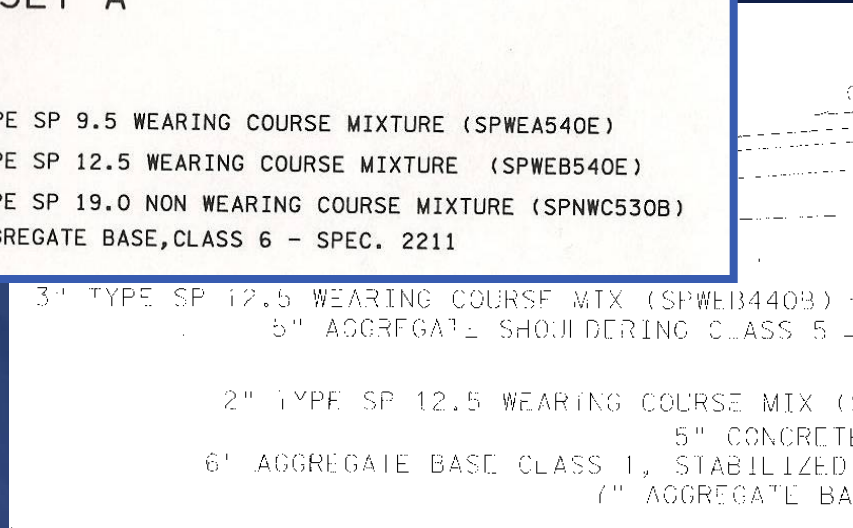 SET A
PE SP 9.5 WEARING COURSE MIXTURE (SPWEA540E)
PE SP 12.5 WEARING COURSE MIXTURE (SPWEB540E)
PE SP 19.0 NON WEARING COURSE MIXTURE (SPNWC530B)
GREGATE BASE,CLASS 6 - SPEC. 2211
3" TYPE SP 12.5 WEARING COURSE MIX (SPWEB440B)
5" AGGREGATE SHOULDERING CLASS 5
2" TYPE SP 12.5 WEARING COURSE MIX (S
5" CONCRETE
6" AGGREGATE BASE CLASS 1, STABILIZED
7" AGGREGATE BA